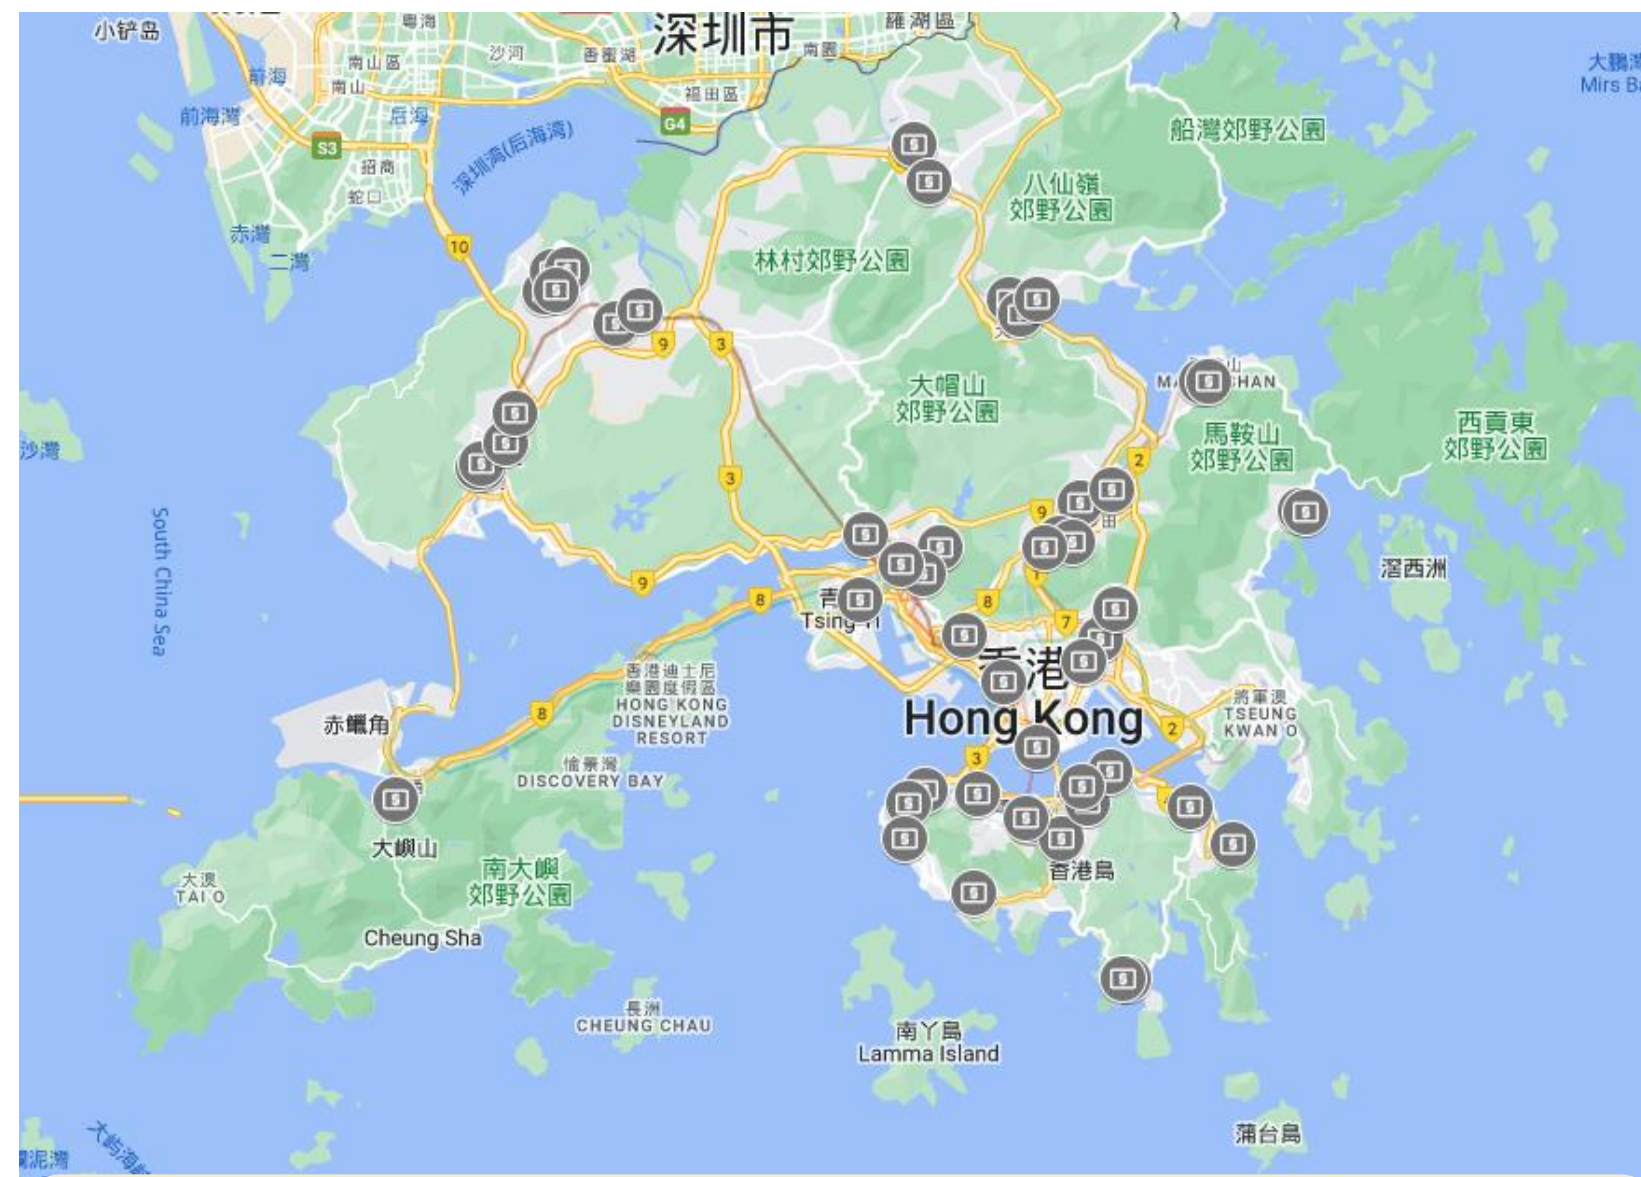 小铲岛
粤海
深圳市
羅湖區
沙河
香蜜湖
南園
南山區
前海
南山
福田區
大鵬灣
Mirs Ba
前海灣
后海
G4
船灣郊野公園
S3
深圳湾(后海湾)
招商
蛇口
八仙嶺
郊野公園
赤灣
二灣
10
林村郊野公園
9
3
大帽山
郊野公園
馬鞍山
郊野公園
西貢東
郊野公園
沙灣
2
3
9
田
South China Sea
滘西洲
9
8
8
7
Tsing Yi
香港
Hong Kong
香港迪士尼
樂園度假區
HONG KONG
DISNEYLAND
RESORT
將軍澳
TSEUNG
KWAN O
赤鱲角
8
2
3
愉景灣
DISCOVERY BAY
大嶼山
南大嶼
郊野公園
香港島
大澳
TAI O
Cheung Sha
長洲
CHEUNG CHAU
南丫島
Lamma Island
蒲台島